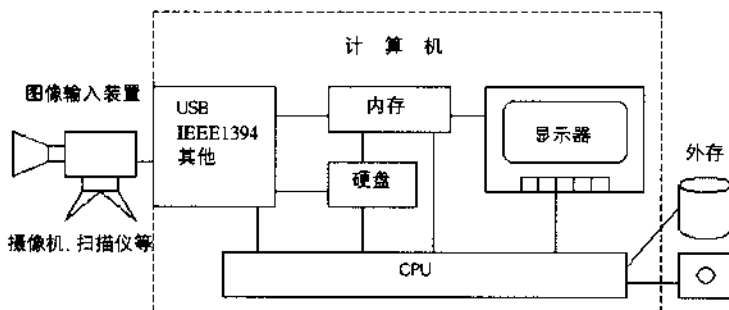 计算机
图像输入装置
USB
IEEE1394
其他
内存
显示器
外存
硬盘
摄像机、扫描仪等
CPU